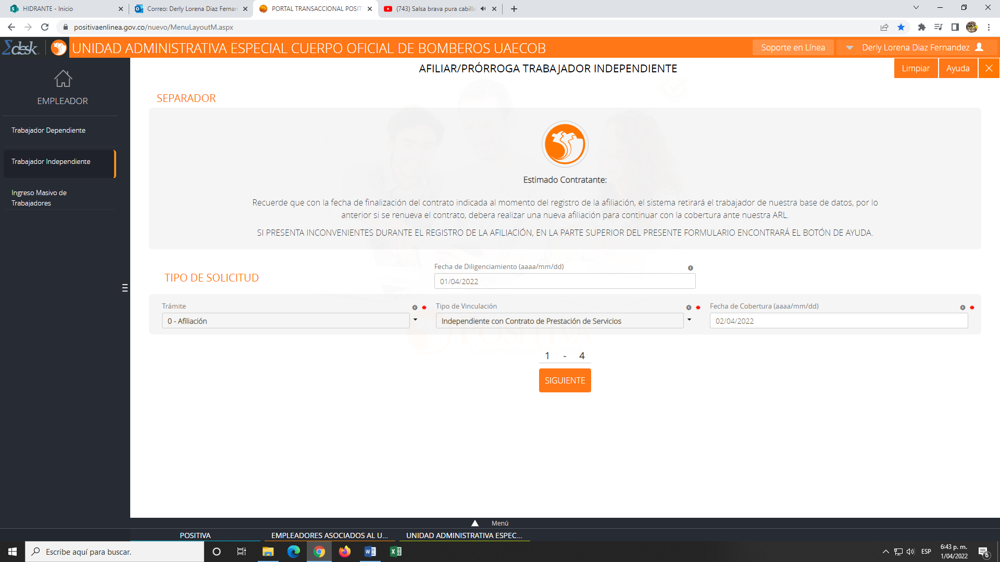 HIDRANTE - Inicio
Correo: Derly Lorena Diaz Fernan
PORTAL TRANSACCIONAL POSIT
(743) Salsa brava pura cabilla
positivaenlinea.gov.co/nuevo/MenuLayoutM.aspx
desk
UNIDAD ADMINISTRATIVA ESPECIAL CUERPO OFICIAL DE BOMBEROS UAECOB
Soporte en Línea
Derly Lorena Diaz Fernandez
AFILIAR/PRÓRROGA TRABAJADOR INDEPENDIENTE
Limpiar
Ayuda
EMPLEADOR
Trabajador Dependiente
Trabajador Independiente
Ingreso Masivo de
Trabajadores
SEPARADOR
Estimado Contratante:
Recuerde que con la fecha de finalización del contrato indicada al momento del registro de la afiliación, el sistema retirará el trabajador de nuestra base de datos, por lo
anterior si se renueva el contrato, debera realizar una nueva afiliación para continuar con la cobertura ante nuestra ARL.
SI PRESENTA INCONVENIENTES DURANTE EL REGISTRO DE LA AFILIACIÓN, EN LA PARTE SUPERIOR DEL PRESENTE FORMULARIO ENCONTRARÁ EL BOTÓN DE AYUDA.
TIPO DE SOLICITUD
Fecha de Diligenciamiento (aaaa/mm/dd)
01/04/2022
Trámite
0 - Afiliación
Tipo de Vinculación
Independiente con Contrato de Prestación de Servicios
Fecha de Cobertura (aaaa/mm/dd)
02/04/2022
POSITIVA
1 - 4
SIGUIENTE
Menú
POSITIVA
EMPLEADORES ASOCIADOS AL U...
UNIDAD ADMINISTRATIVA ESPEC...
Escribe aquí para buscar.
ESP
6:43 p. m.
1/04/2022
6